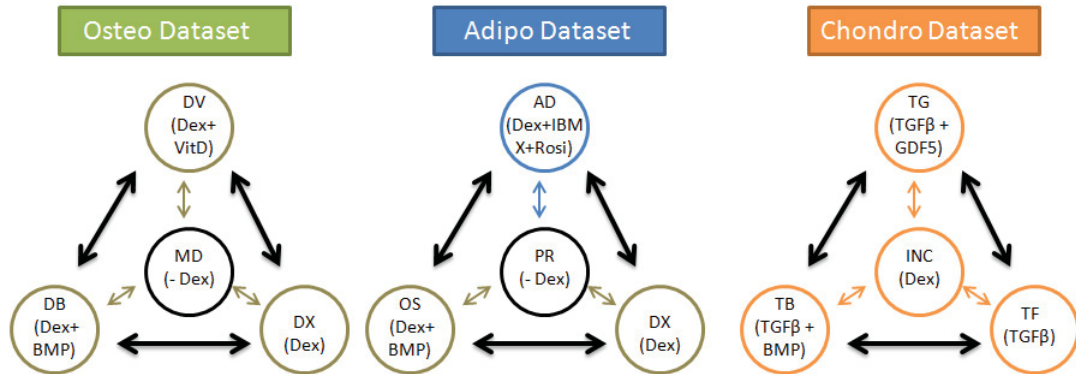 Osteo Dataset
DV
(Dex+
VitD)
MD
(- Dex)
DB
(Dex+
BMP)
DX
(Dex)
Adipo Dataset
AD
(Dex+IBM
X+Rosi)
PR
(- Dex)
OS
(Dex+
BMP)
DX
(Dex)
Chondro Dataset
TG
(TGFβ +
GDF5)
INC
(Dex)
TB
(TGFβ +
BMP)
TF
(TGFβ)